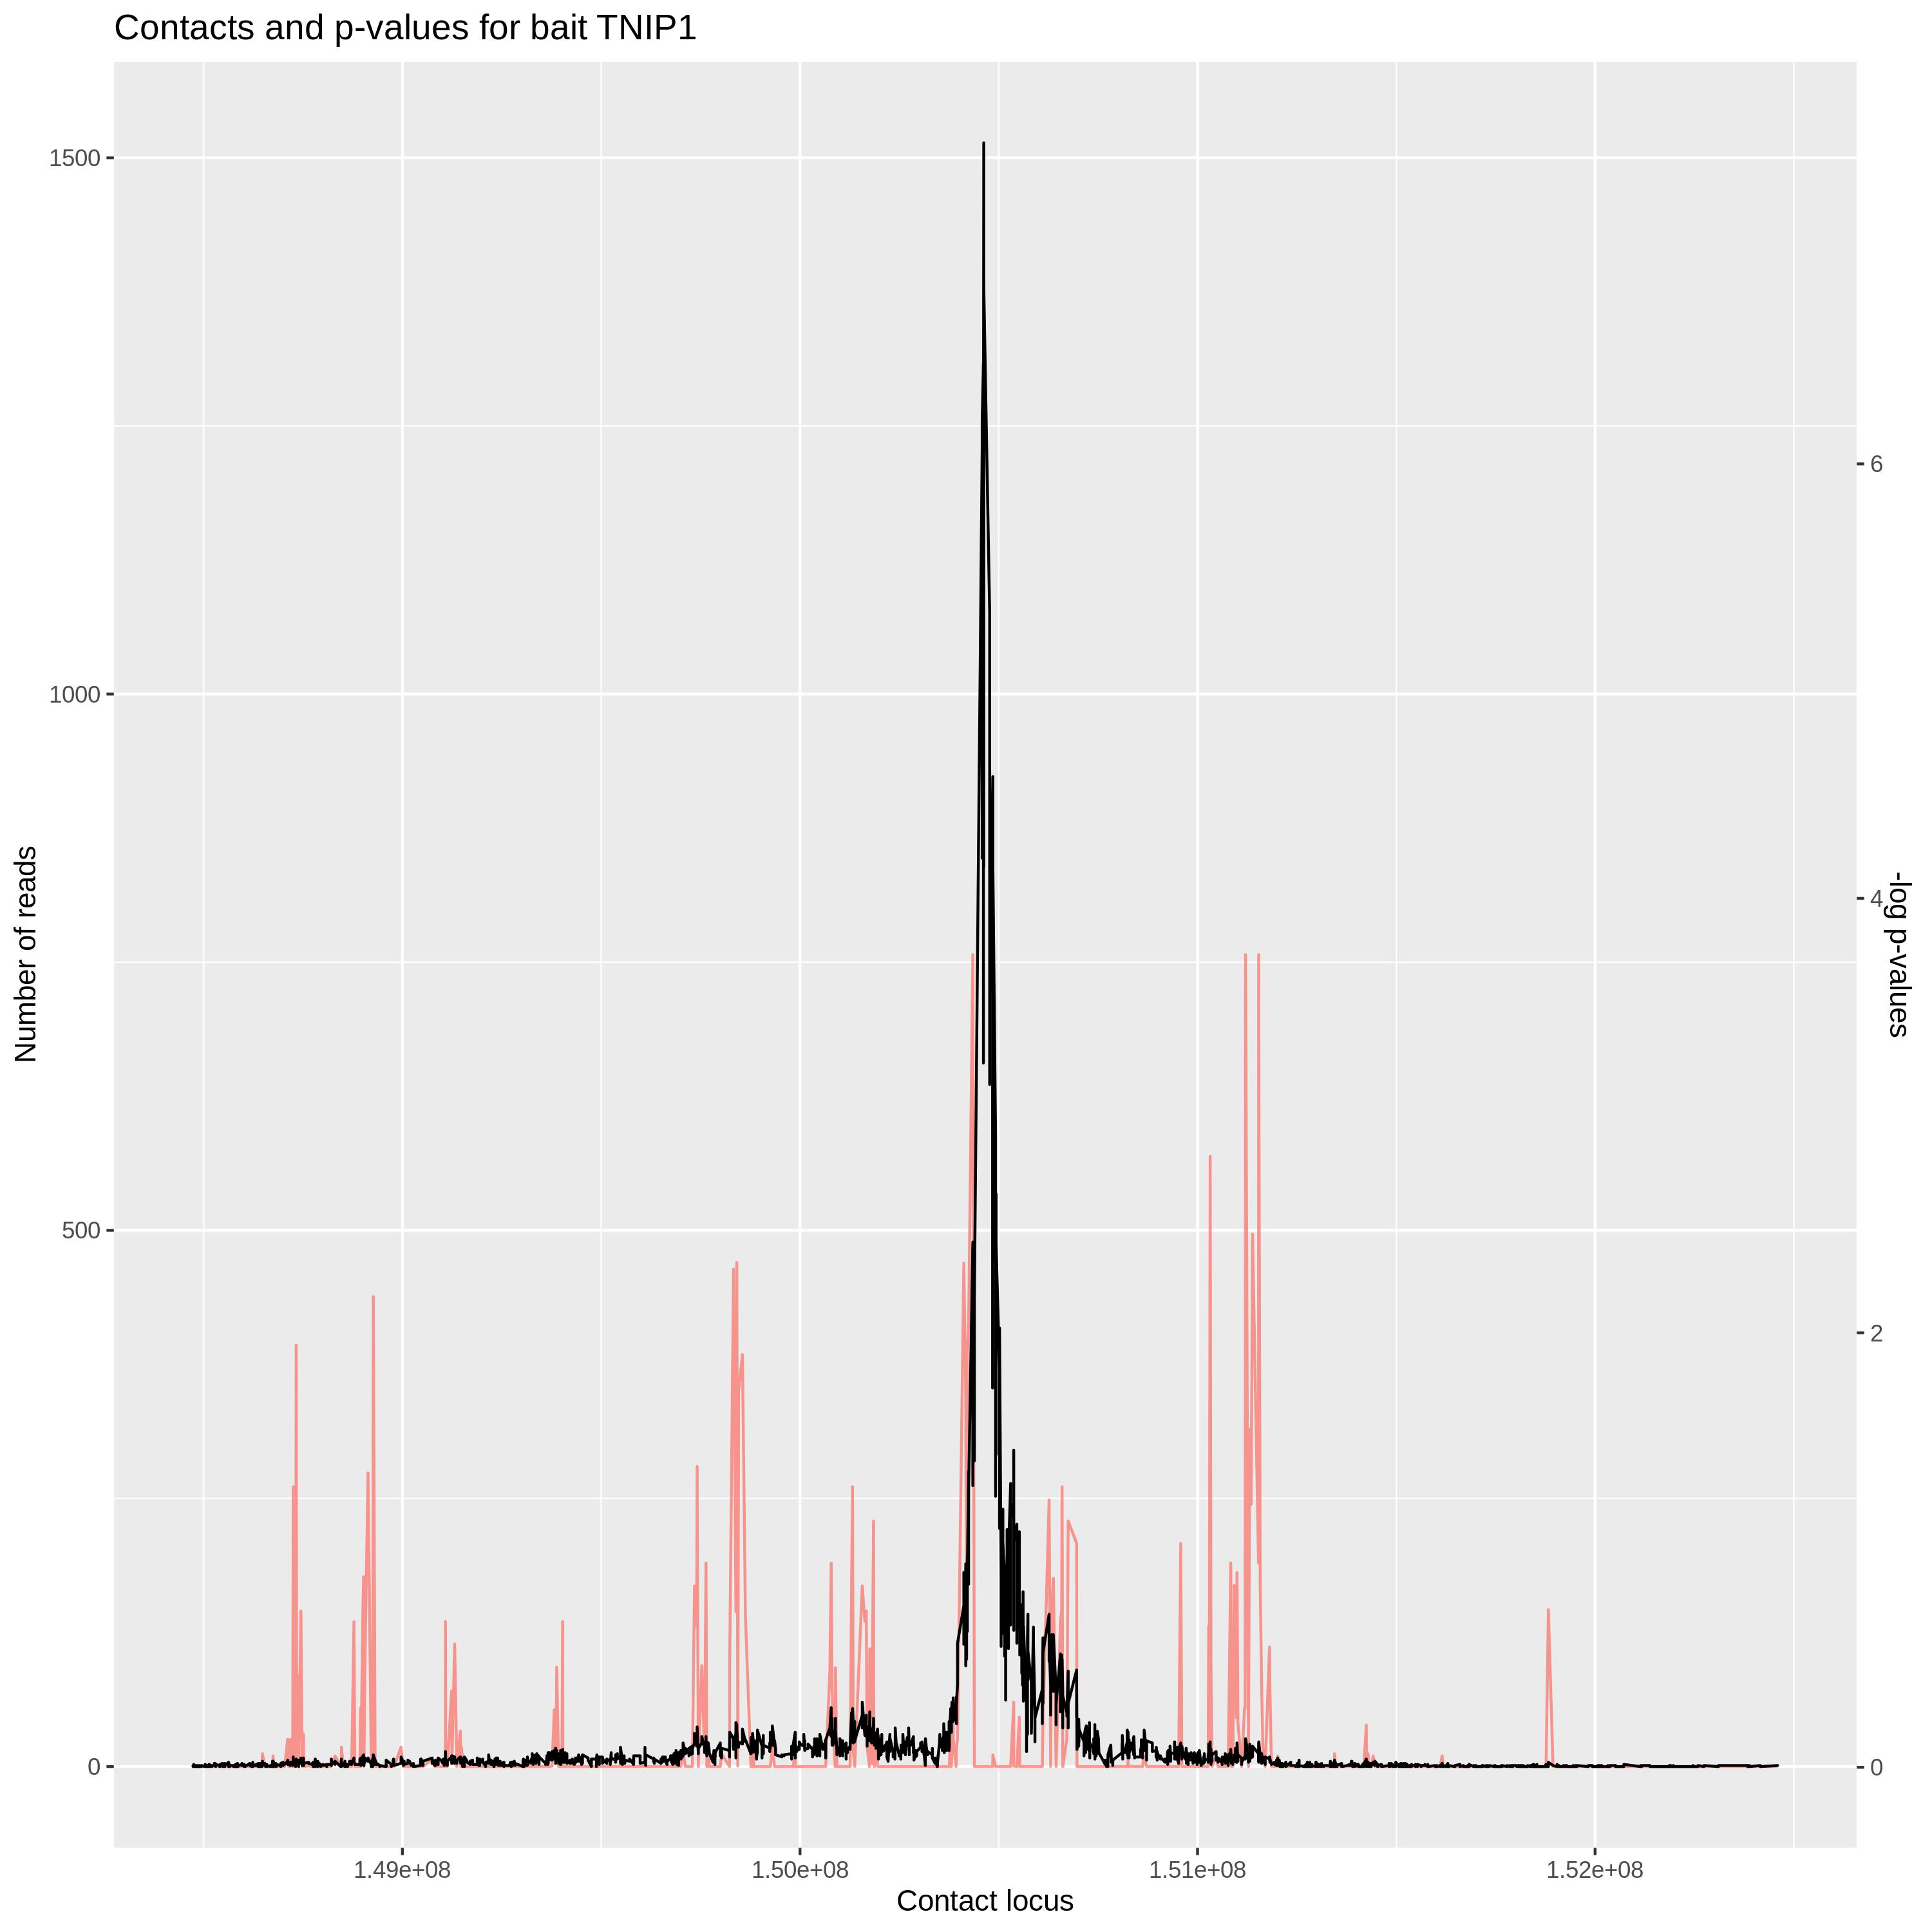 Contacts and p-values for bait TNIP1
1500
1000
500
0
Number of reads
6
4
2
0
-log p-values
1.49e+08
1.50e+08
1.51e+08
1.52e+08
Contact locus